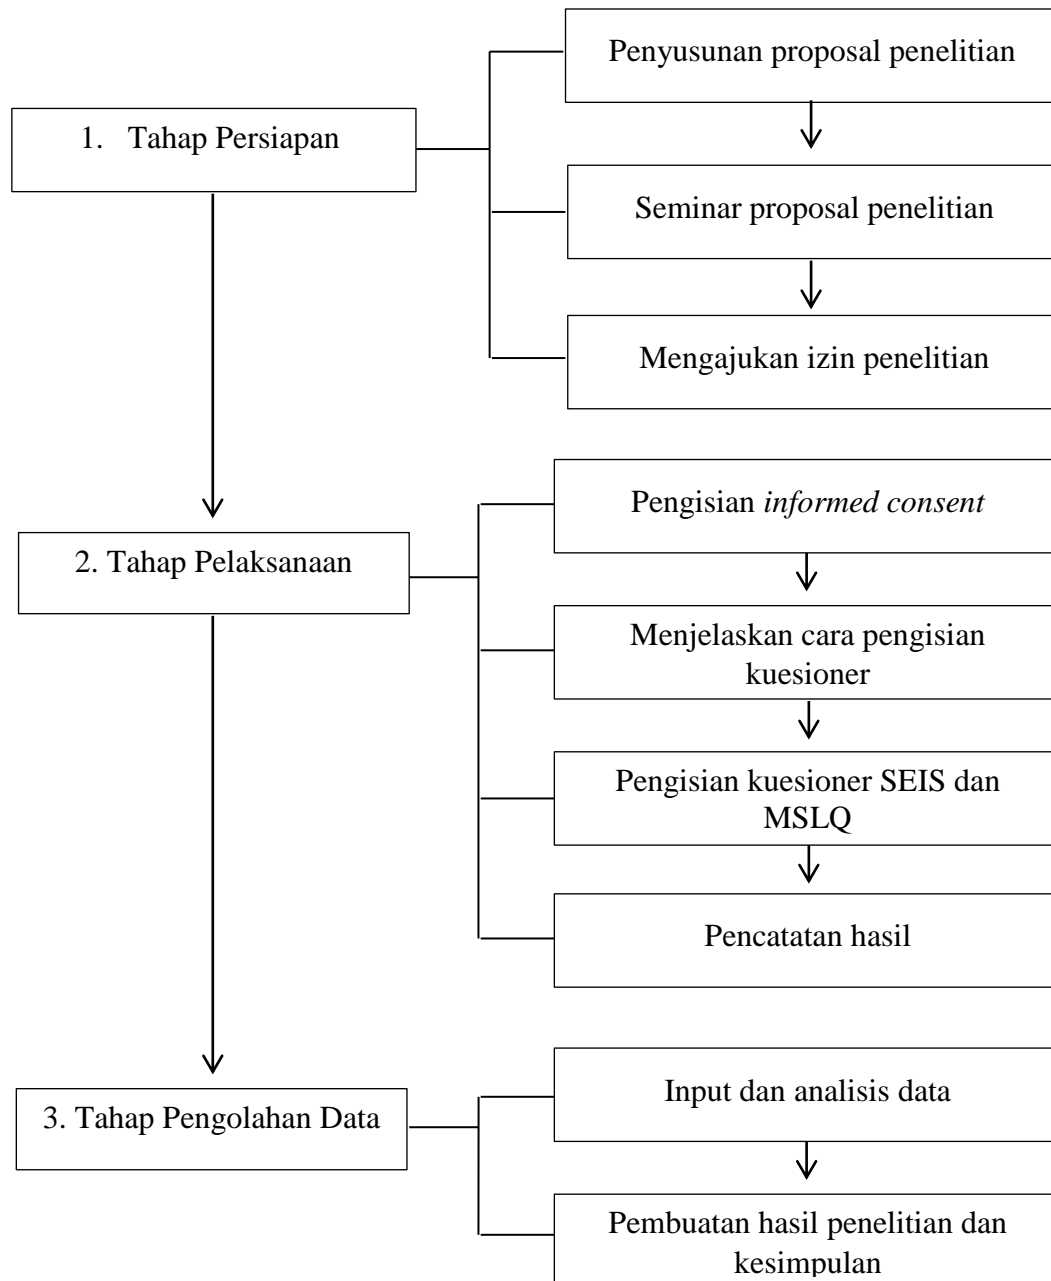 Penyusunan proposal penelitian
1. Tahap Persiapan
Seminar proposal penelitian
Mengajukan izin penelitian
Pengisian informed consent
2. Tahap Pelaksanaan
Menjelaskan cara pengisian
kuesioner
Pengisian kuesioner SEIS dan
MSLQ
Pencatatan hasil
Input dan analisis data
3. Tahap Pengolahan Data
Pembuatan hasil penelitian dan
kesimpulan